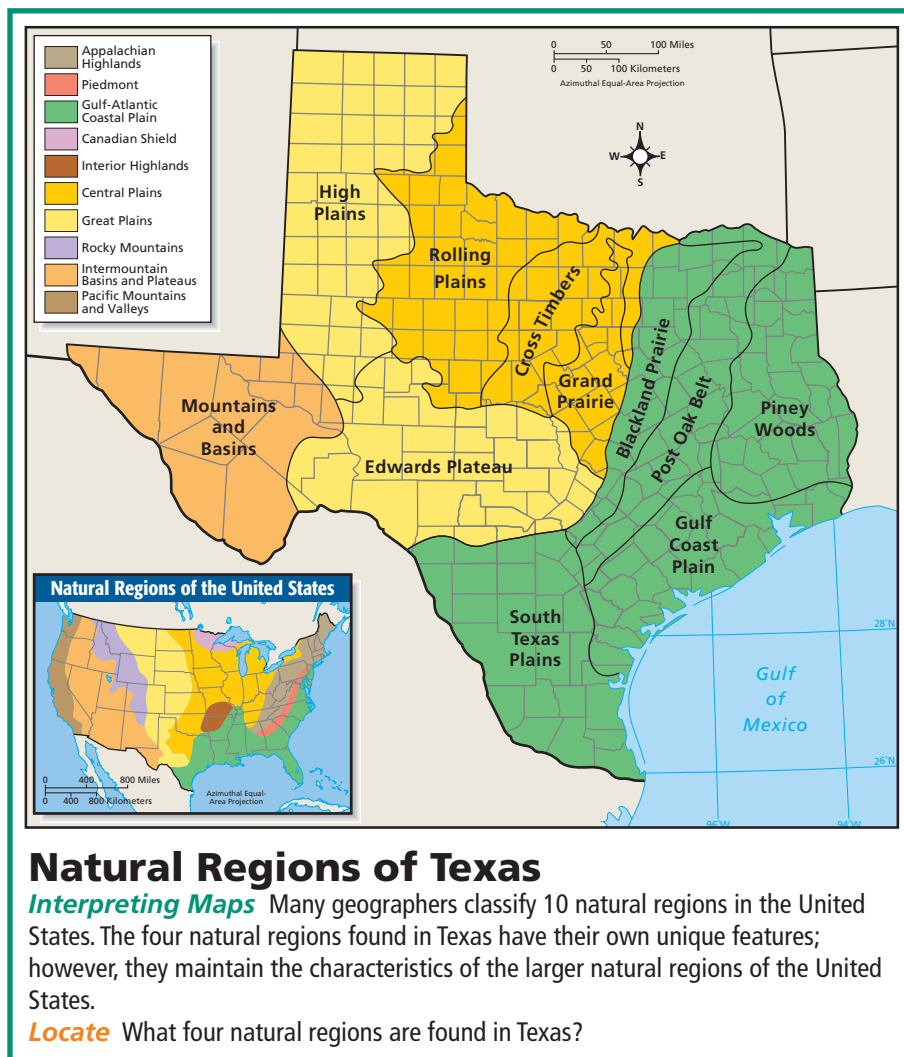 Appalachian
Highlands
Piedmont
Gulf-Atlantic
Coastal Plain
Canadian Shield
Interior Highlands
Central Plains
Great Plains
Rocky Mountains
Intermountain
Basins and Plateaus
Pacific Mountains
and Valleys
0 50 100 Miles
0 50 100 Kilometers
Azimuthal Equal-Area Projection
N
W E
S
High
Plains
Rolling
Plains
Cross Timbers
Grand
Prairie
Blackland Prairie
Post Oak Belt
Piney
Woods
Mountains
and
Basins
Edwards Plateau
Gulf
Coast
Plain
South
Texas
Plains
28°N
Gulf
of
Mexico
26°N
96°W 94°W
Natural Regions of the United States
0 400 800 Miles
0 400 800 Kilometers
Azimuthal Equal-
Area Projection
Natural Regions of Texas
Interpreting Maps Many geographers classify 10 natural regions in the United
States. The four natural regions found in Texas have their own unique features;
however, they maintain the characteristics of the larger natural regions of the United
States.
Locate What four natural regions are found in Texas?